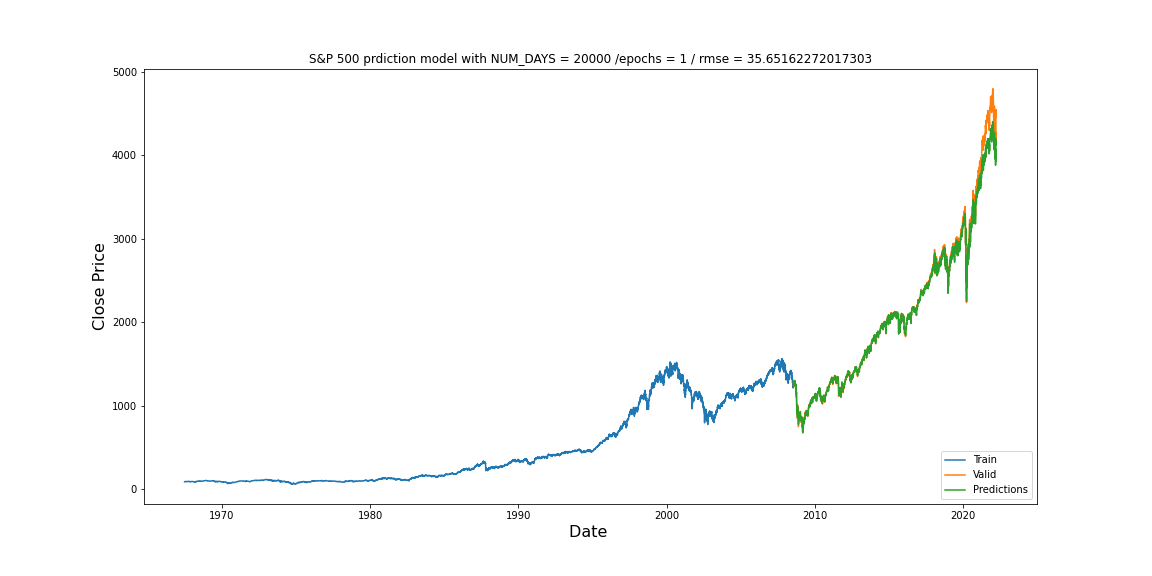 S&P 500 prdiction model with NUM_DAYS = 20000 /epochs = 1 / rmse = 35.65162272017303
5000
4000
3000
2000
1000
0
Close Price
1970 1980 1990 2000 2010 2020
Date
Train
Valid
Predictions